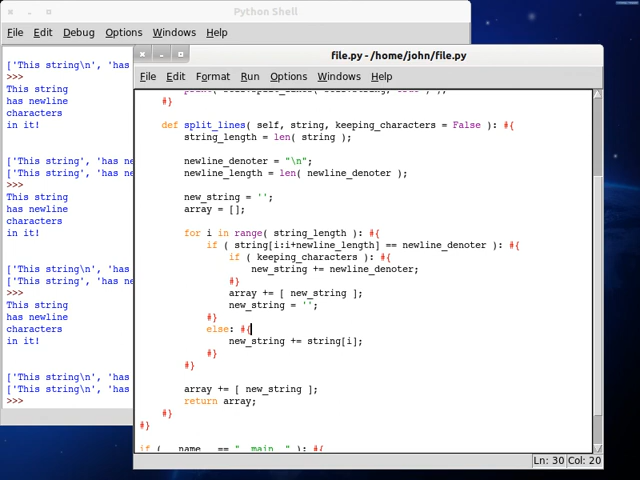 Python Shell
File Edit Debug Options Windows Help
['This string\n', 'has
>>>
This string
has newline
characters
in it!
['This string', 'has ne
['This string\n', 'has
>>>
This string
has newline
characters
in it!
['This string\n', 'has
['This string', 'has ne
>>>
This string
has newline
characters
in it!
['This string', 'has ne
['This string\n', 'has
>>>
file.py - /home/john/file.py
File Edit Format Run Options Windows Help
#}
def split_lines( self, string, keeping_characters = False ): #{
string_length = len( string );
newline_denoter = "\n";
newline_length = len( newline_denoter );
new_string = '';
array = [];
for i in range( string_length ): #{
if ( string[i:i+newline_length] == newline_denoter ): #{
if ( keeping_characters ): #{
new_string += newline_denoter;
#}
array += [ new_string ];
new_string = '';
#}
else: #{
new_string += string[i];
#}
#}
array += [ new_string ];
return array;
#}
#}
if ( __name__ == "__main__" ): #{
Ln: 30 Col: 20